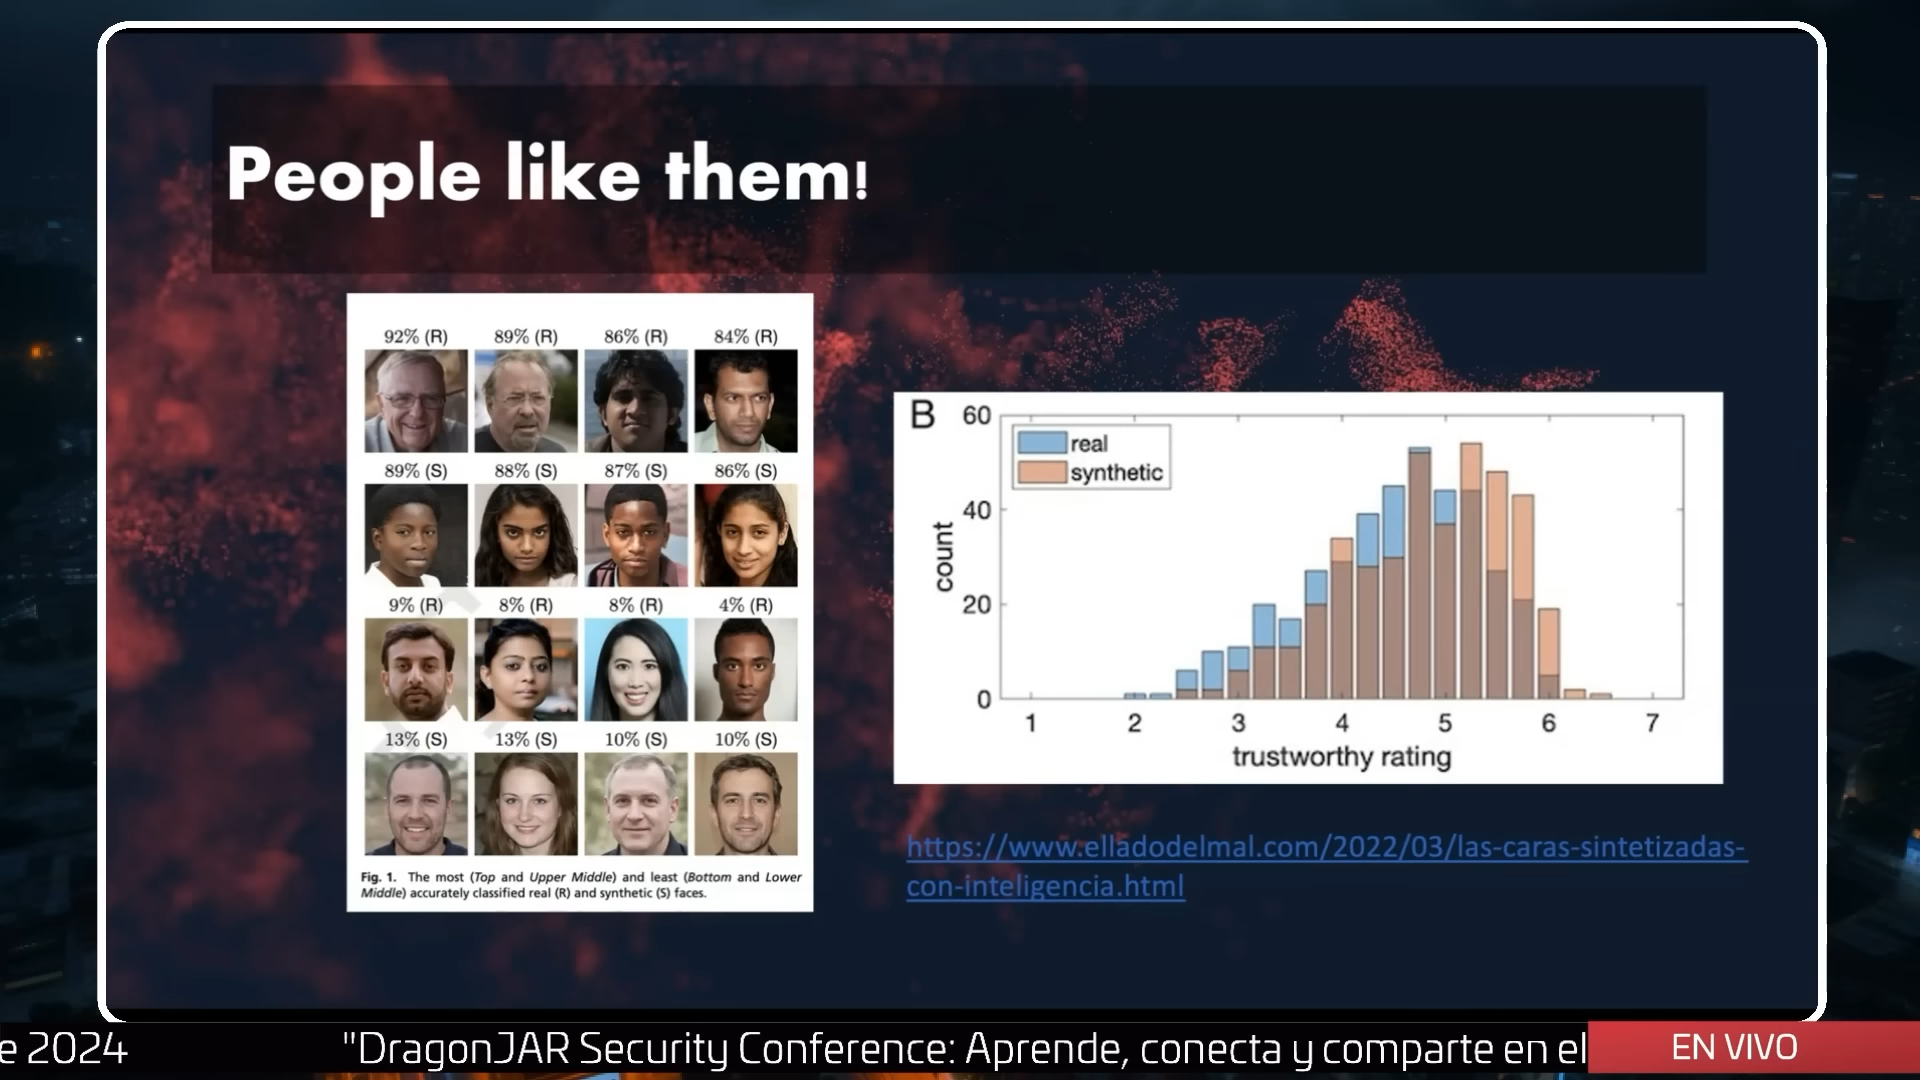 People like them!
92% (R) 89% (R) 86% (R) 84% (R)
89% (S) 88% (S) 87% (S) 86% (S)
9% (R) 8% (R) 8% (R) 4% (R)
13% (S) 13% (S) 10% (S) 10% (S)
Fig. 1. The most (Top and Upper Middle) and least (Bottom and Lower
Middle) accurately classified real (R) and synthetic (S) faces.
B
real
synthetic
60
40
20
0
count
1 2 3 4 5 6 7
trustworthy rating
https://www.elladodelmal.com/2022/03/las-caras-sintetizadas-
con-inteligencia.html
e 2024 "DragonJAR Security Conference: Aprende, conecta y comparte en el
EN VIVO